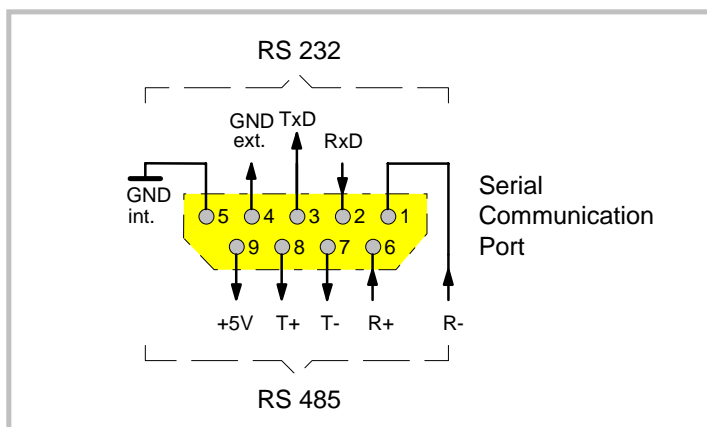 RS 232
GND TxD
ext. RxD
GND
int.
5 4 3 2 1
9 8 7 6
Serial
Communication
Port
+5V T+ T- R+ R-
RS 485